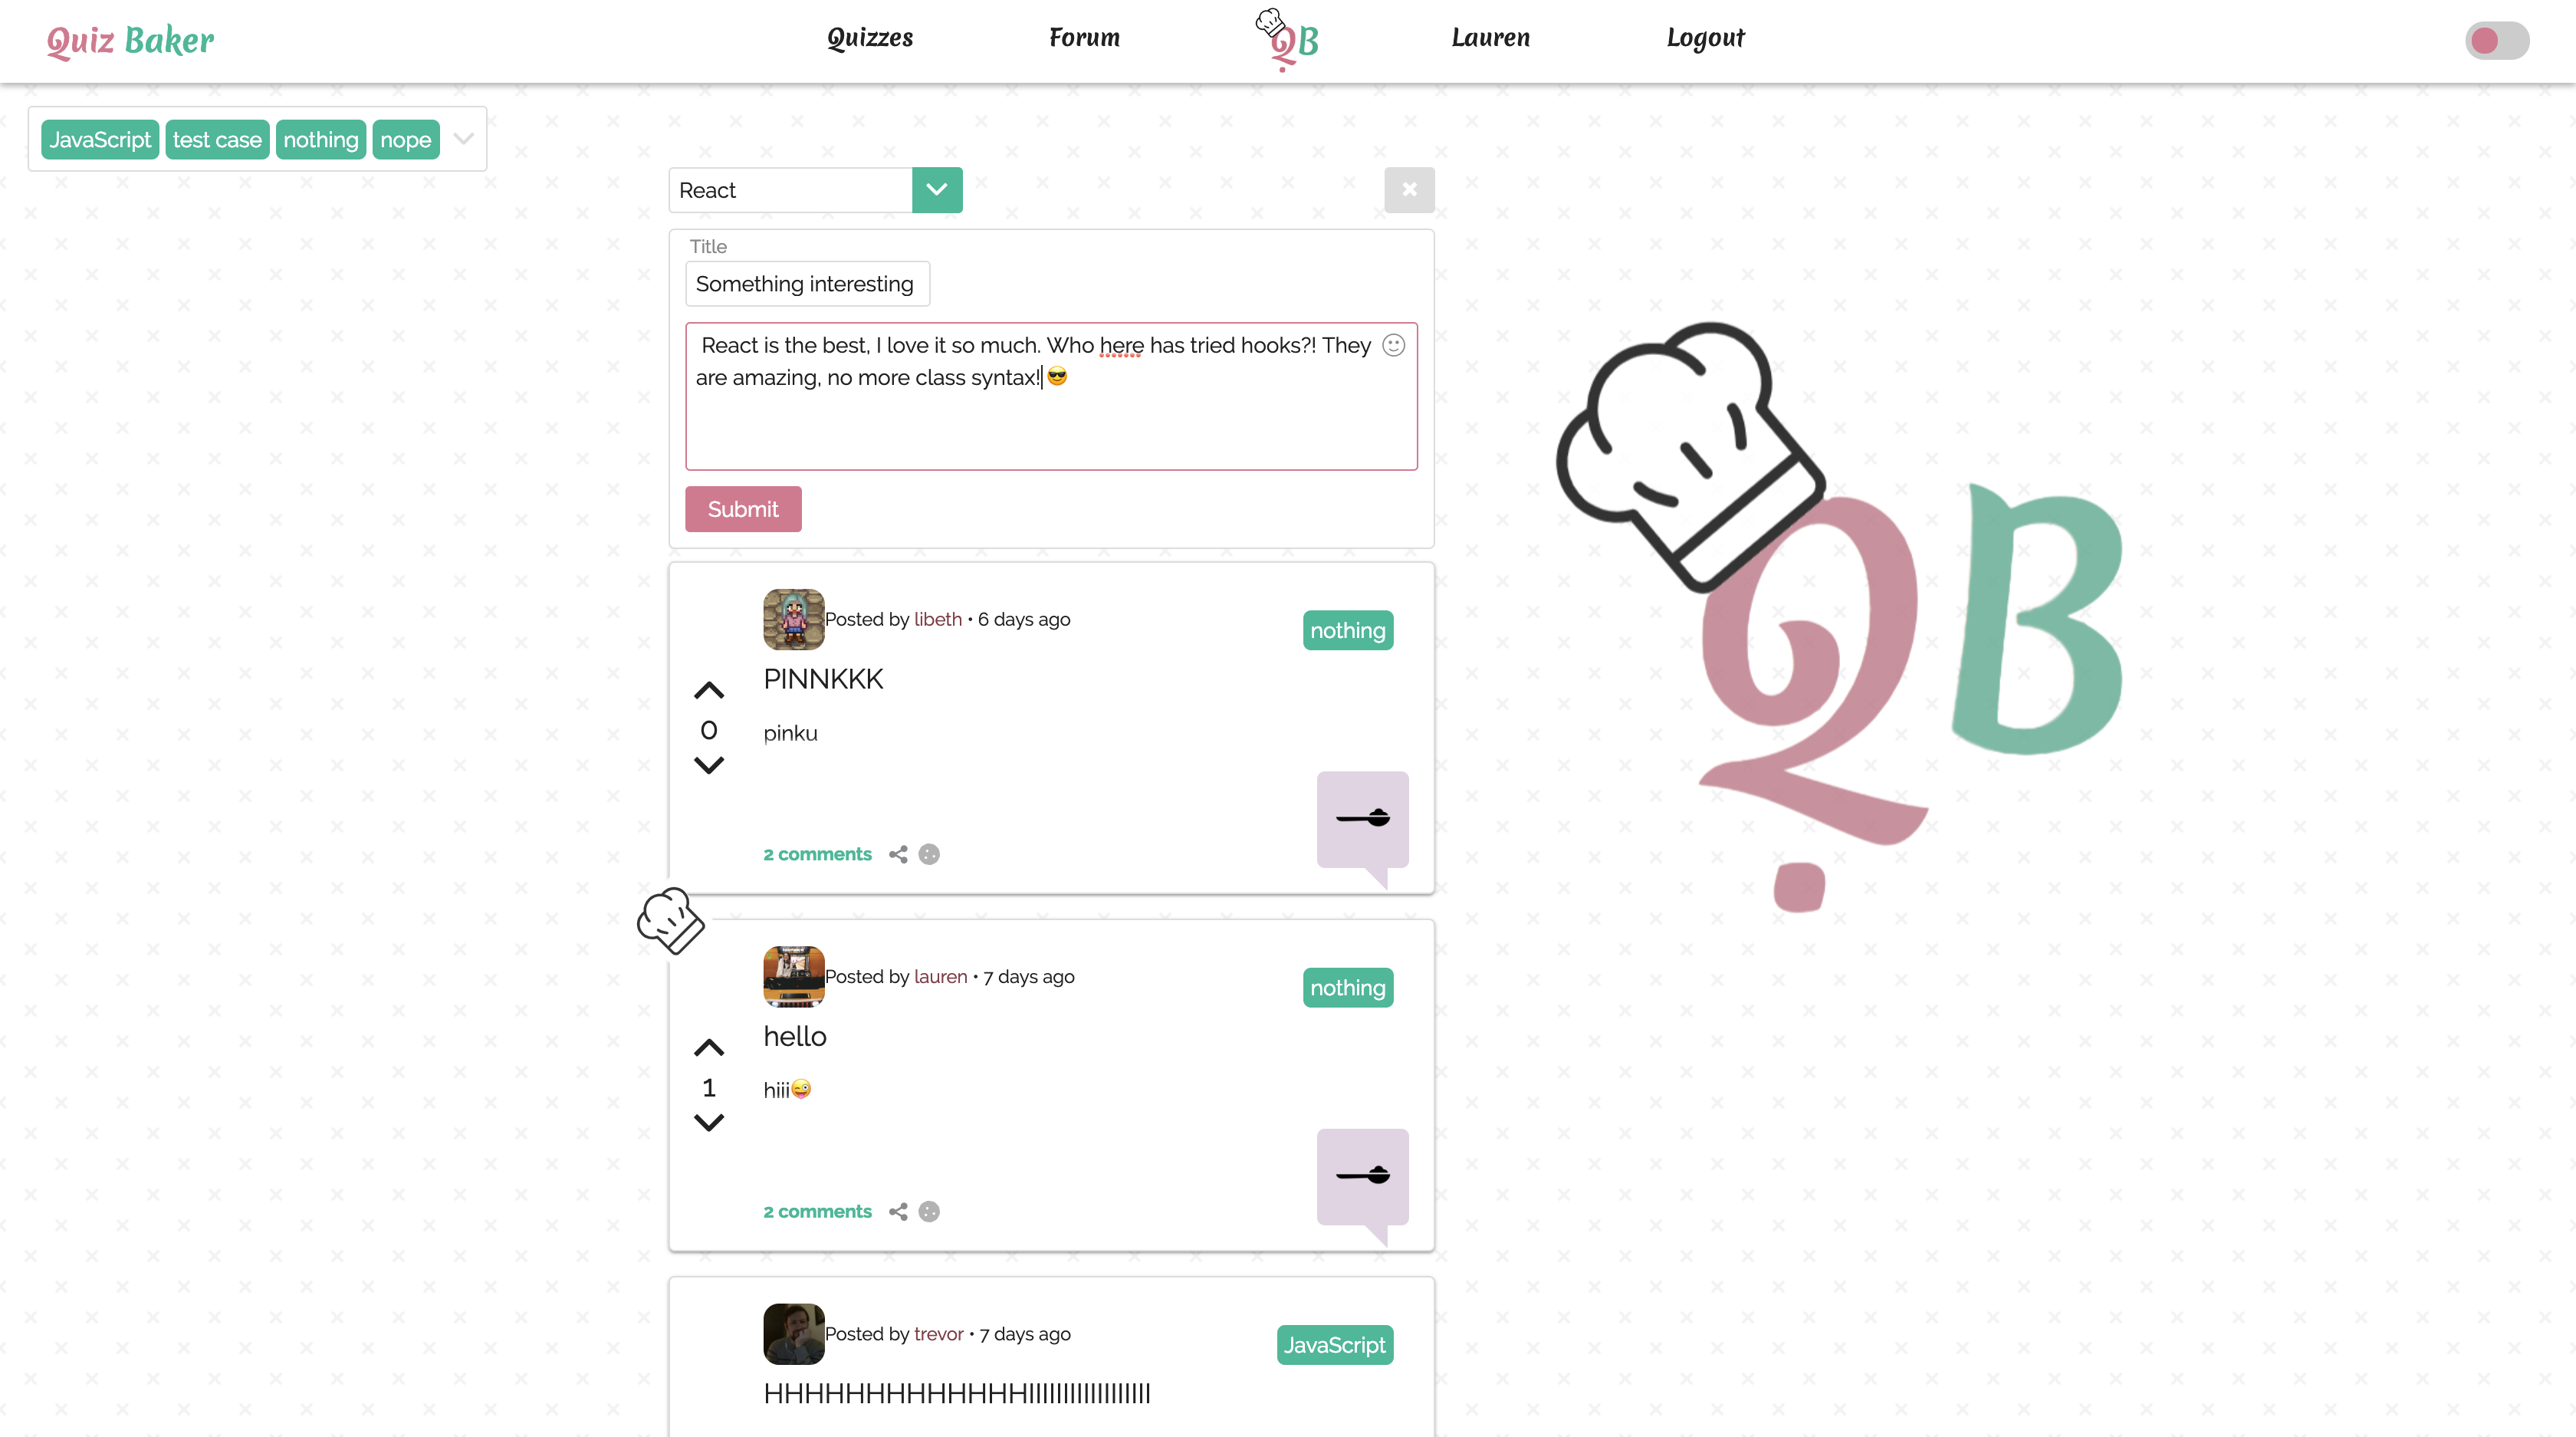 Quiz Baker
Quizzes Forum QB Lauren Logout
JavaScript test case nothing nope
React
Title
Something interesting
React is the best, I love it so much. Who here has tried hooks?! They
are amazing, no more class syntax!😎
Submit
QB
Posted by libeth • 6 days ago
nothing
PINNKKK
0
pinku
2 comments
Posted by lauren • 7 days ago
nothing
hello
1
hiii😜
2 comments
Posted by trevor • 7 days ago
JavaScript
HHHHHHHHHHHHHIIIIIIIIIIIIIIIIII